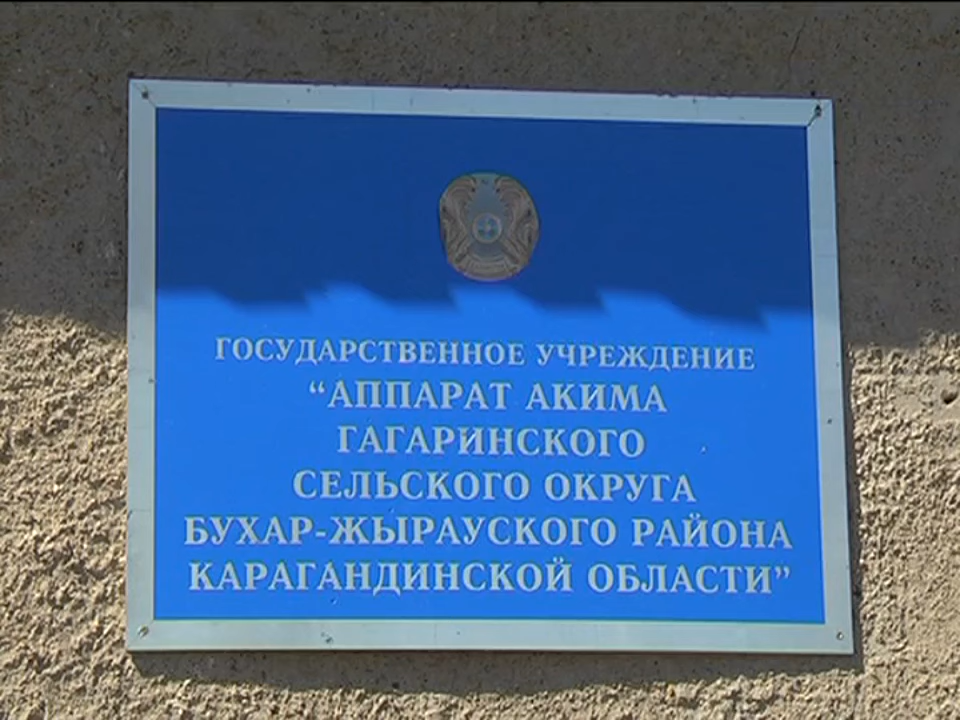 ГОСУДАРСТВЕННОЕ УЧРЕЖДЕНИЕ
“АППАРАТ АКИМА
ГАГАРИНСКОГО
СЕЛЬСКОГО ОКРУГА
БУХАР-ЖЫРАУСКОГО РАЙОНА
КАРАГАНДИНСКОЙ ОБЛАСТИ”